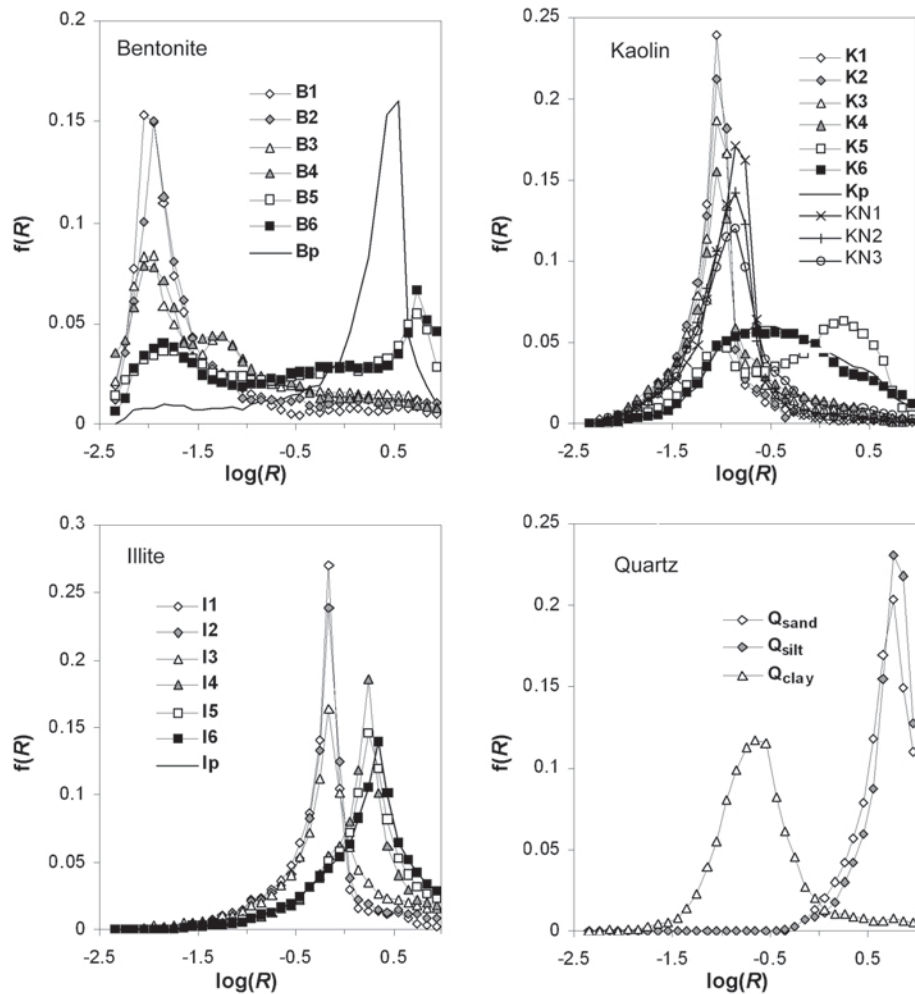 Bentonite
0.2
0.15
0.1
0.05
0
f(R)
B1
B2
B3
B4
B5
B6
Bp
-2.5
-1.5
-0.5
0.5
log(R)
Kaolin
0.25
0.2
0.15
0.1
0.05
0
f(R)
K1
K2
K3
K4
K5
K6
Kp
KN1
KN2
KN3
-2.5
-1.5
-0.5
0.5
log(R)
Illite
0.3
0.25
0.2
0.15
0.1
0.05
0
f(R)
I1
I2
I3
I4
I5
I6
Ip
-2.5
-1.5
-0.5
0.5
log(R)
Quartz
0.25
0.2
0.15
0.1
0.05
0
f(R)
Qsand
Qsilt
Qclay
-2.5
-1.5
-0.5
0.5
log(R)